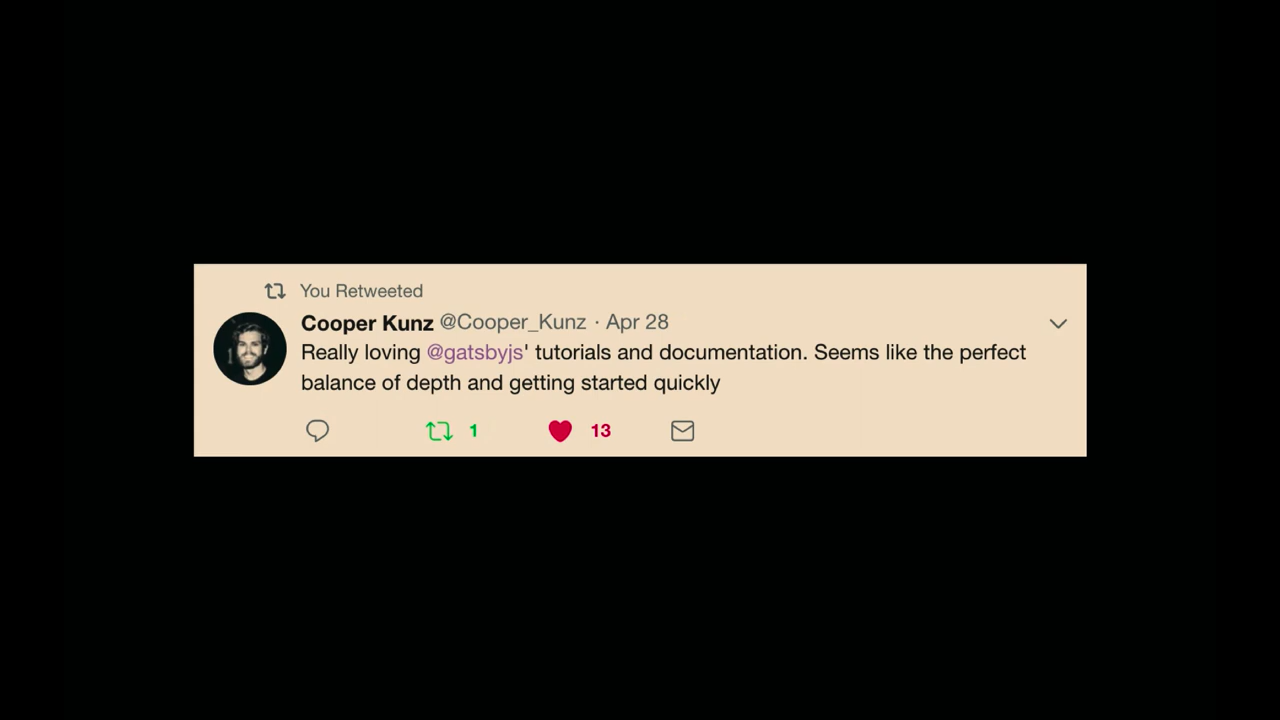 You Retweeted
Cooper Kunz @Cooper_Kunz · Apr 28
Really loving @gatsbyjs' tutorials and documentation. Seems like the perfect
balance of depth and getting started quickly
1 13